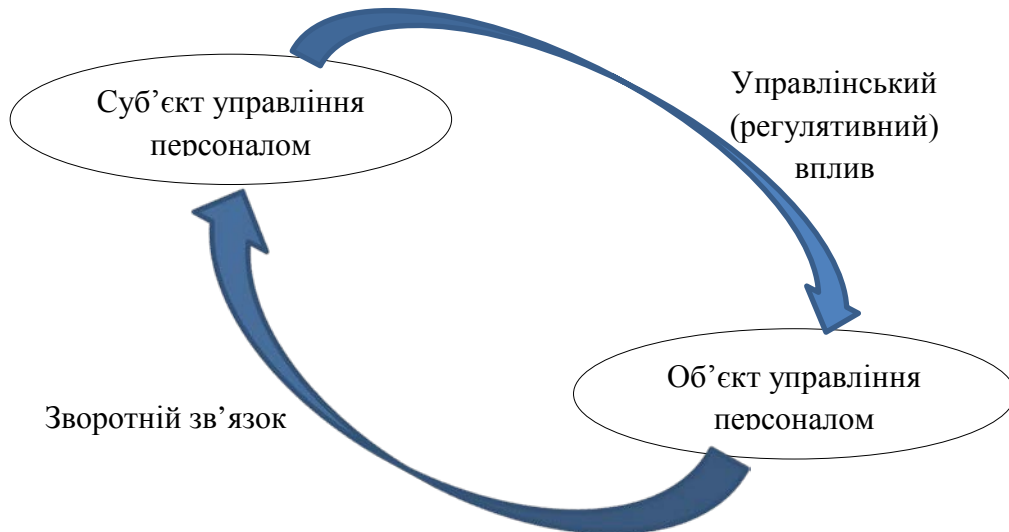 Суб’єкт управління
персоналом
Управлінський
(регулятивний)
вплив
Об’єкт управління
персоналом
Зворотній зв’язок